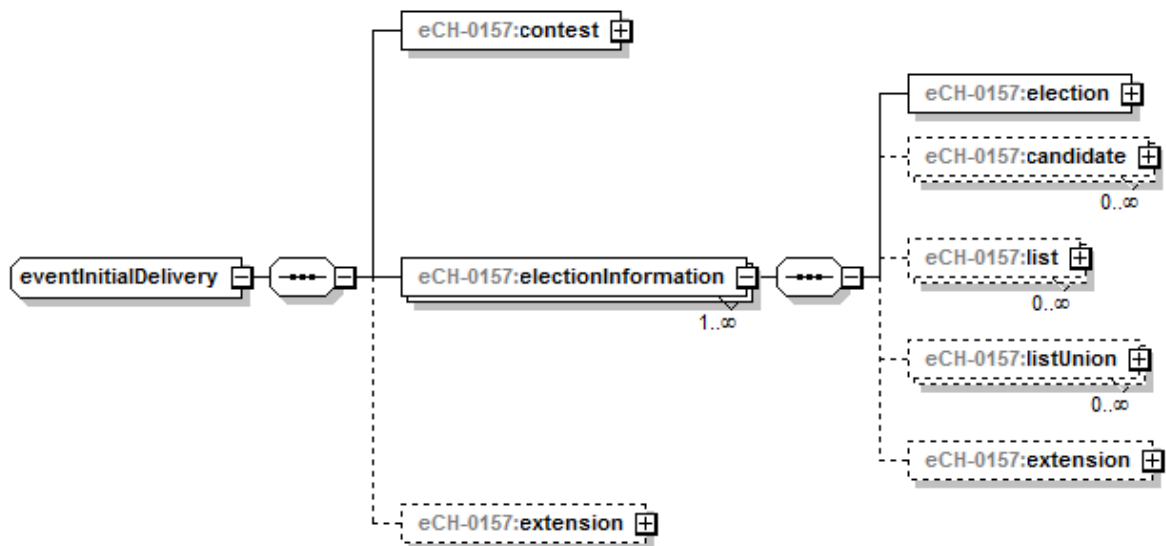 eCH-0157:contest
eCH-0157:election
eCH-0157:candidate
0..∞
eventInitialDelivery
eCH-0157:electionInformation
1..∞
eCH-0157:list
0..∞
eCH-0157:listUnion
0..∞
eCH-0157:extension
eCH-0157:extension